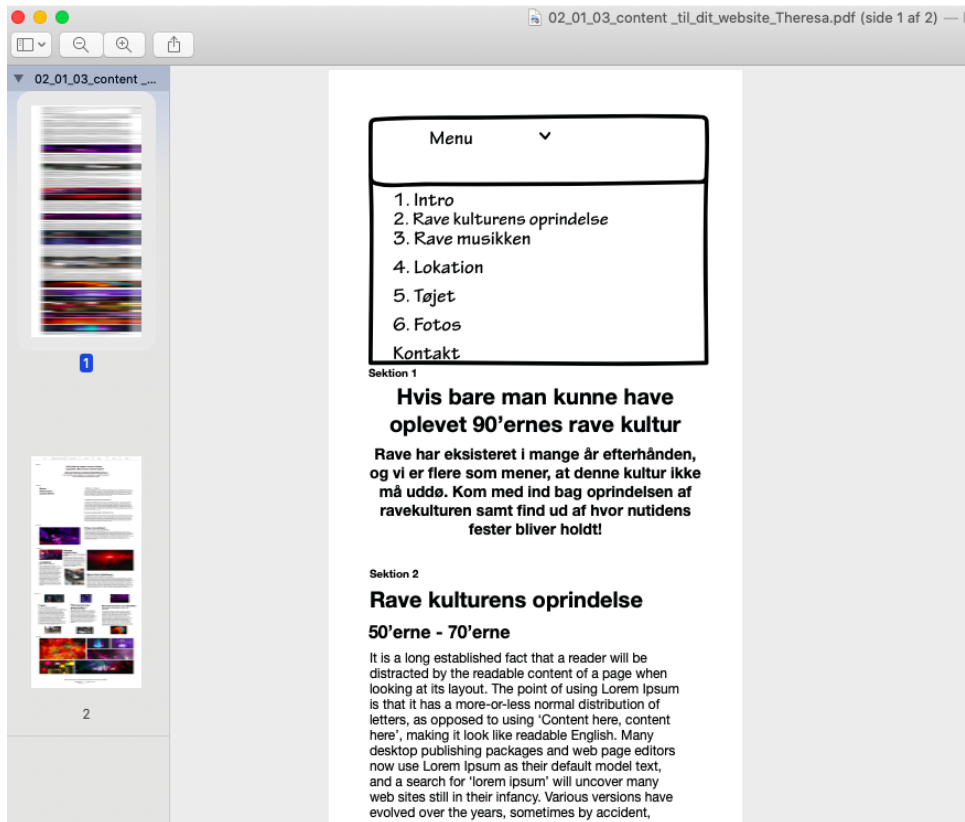 02_01_03_content _til_dit_website_Theresa.pdf (side 1 af 2) —
02_01_03_content _...
1
2
Menu
1. Intro
2. Rave kulturens oprindelse
3. Rave musikken
4. Lokation
5. Tøjet
6. Fotos
Kontakt
Sektion 1
Hvis bare man kunne have
oplevet 90’ernes rave kultur
Rave har eksisteret i mange år efterhånden,
og vi er flere som mener, at denne kultur ikke
må uddø. Kom med ind bag oprindelsen af
ravekulturen samt find ud af hvor nutidens
fester bliver holdt!
Sektion 2
Rave kulturens oprindelse
50’erne - 70’erne
It is a long established fact that a reader will be
distracted by the readable content of a page when
looking at its layout. The point of using Lorem Ipsum
is that it has a more-or-less normal distribution of
letters, as opposed to using ‘Content here, content
here’, making it look like readable English. Many
desktop publishing packages and web page editors
now use Lorem Ipsum as their default model text,
and a search for ‘lorem ipsum’ will uncover many
web sites still in their infancy. Various versions have
evolved over the years, sometimes by accident,